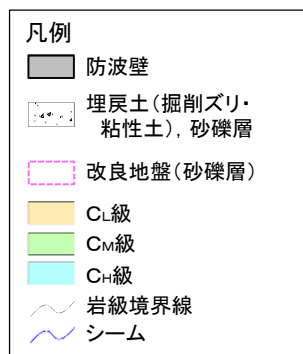 凡例
防波壁
埋戻土(掘削ズリ・
粘性土),砂礫層
改良地盤(砂礫層)
CL級
CM級
CH級
岩級境界線
シーム